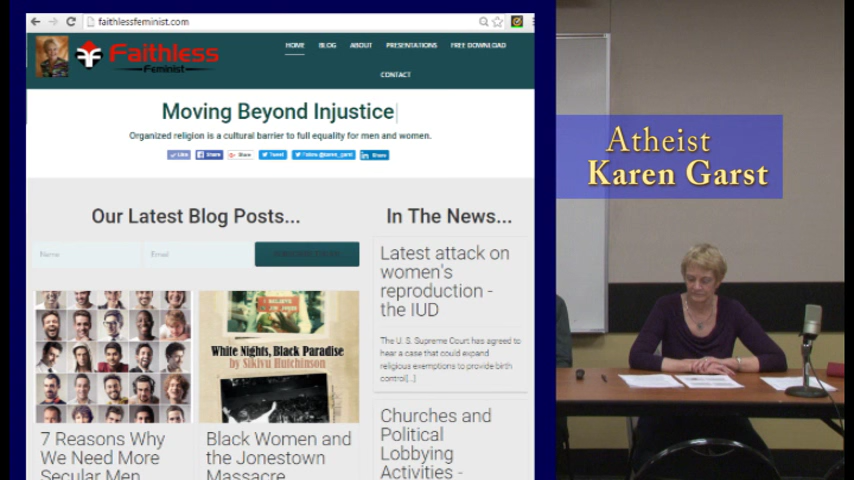 faithlessfeminist.com
Faithless
Feminist
HOME BLOG ABOUT PRESENTATIONS FREE DOWNLOAD
CONTACT
Moving Beyond Injustice
Organized religion is a cultural barrier to full equality for men and women.
Like Share Share Tweet Follow @karen_garst Share
Our Latest Blog Posts...
Name Email
7 Reasons Why
We Need More
Secular Men
White Nights, Black Paradise
by Sikivu Hutchinson
Black Women and
the Jonestown
Massacre
In The News...
Latest attack on
women's
reproduction -
the IUD
The U. S. Supreme Court has agreed to
hear a case that could expand
religious exemptions to provide birth
control[...]
Churches and
Political
Lobbying
Activities -
Atheist
Karen Garst